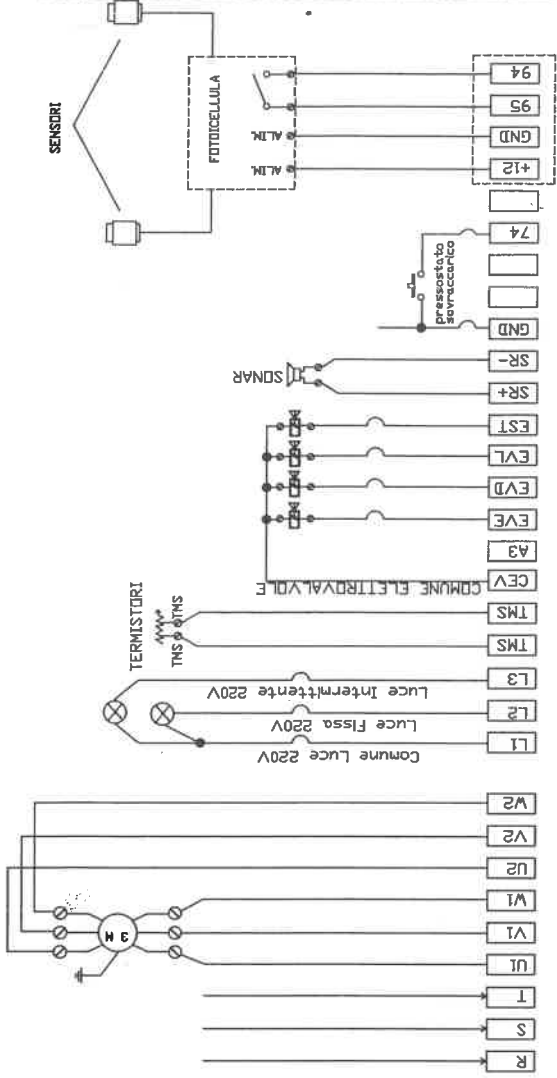 SENSORI
FOTOICELLULA
ALIM.
ALIM.
94
95
GND
+12
74
pressostato
sovraccarico
GND
SONAR
SR-
SR+
EST
EVL
EVD
EVE
A3
CEV
COMUNE ELETTROVALVOLE
TERMISTORI
TMS
TMS
TMS
TMS
L3
Luce Intermittente 220V
L2
Luce Fissa 220V
L1
Comune Luce 220V
W2
V2
U2
W1
3 M
V1
U1
T
S
R